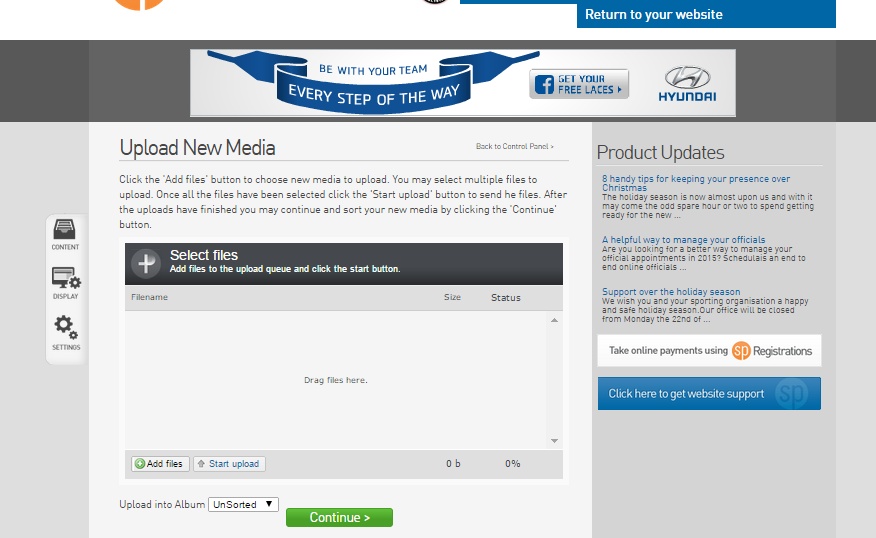 Return to your website
BE WITH YOUR TEAM
EVERY STEP OF THE WAY
GET YOUR
FREE LACES
HYUNDAI
Upload New Media
Back to Control Panel >
Click the 'Add files' button to choose new media to upload. You may select multiple files to
upload. Once all the files have been selected click the 'Start upload' button to send he files. After
the uploads have finished you may continue and sort your new media by clicking the 'Continue'
button.
CONTENT
DISPLAY
SETTINGS
Select files
Add files to the upload queue and click the start button.
Filename Size Status
Drag files here.
Add files Start upload 0 b 0%
Upload into Album UnSorted
Continue >
Product Updates
8 handy tips for keeping your presence over
Christmas
The holiday season is now almost upon us and with it
may come the odd spare hour or two to spend getting
ready for the new ...
A helpful way to manage your officials
Are you looking for a better way to manage your
official appointments in 2015? Schedulais an end to
end online officials ...
Support over the holiday season
We wish you and your sporting organisation a happy
and safe holiday season.Our office will be closed
from Monday the 22nd of ...
Take online payments using sp Registrations
Click here to get website support sp